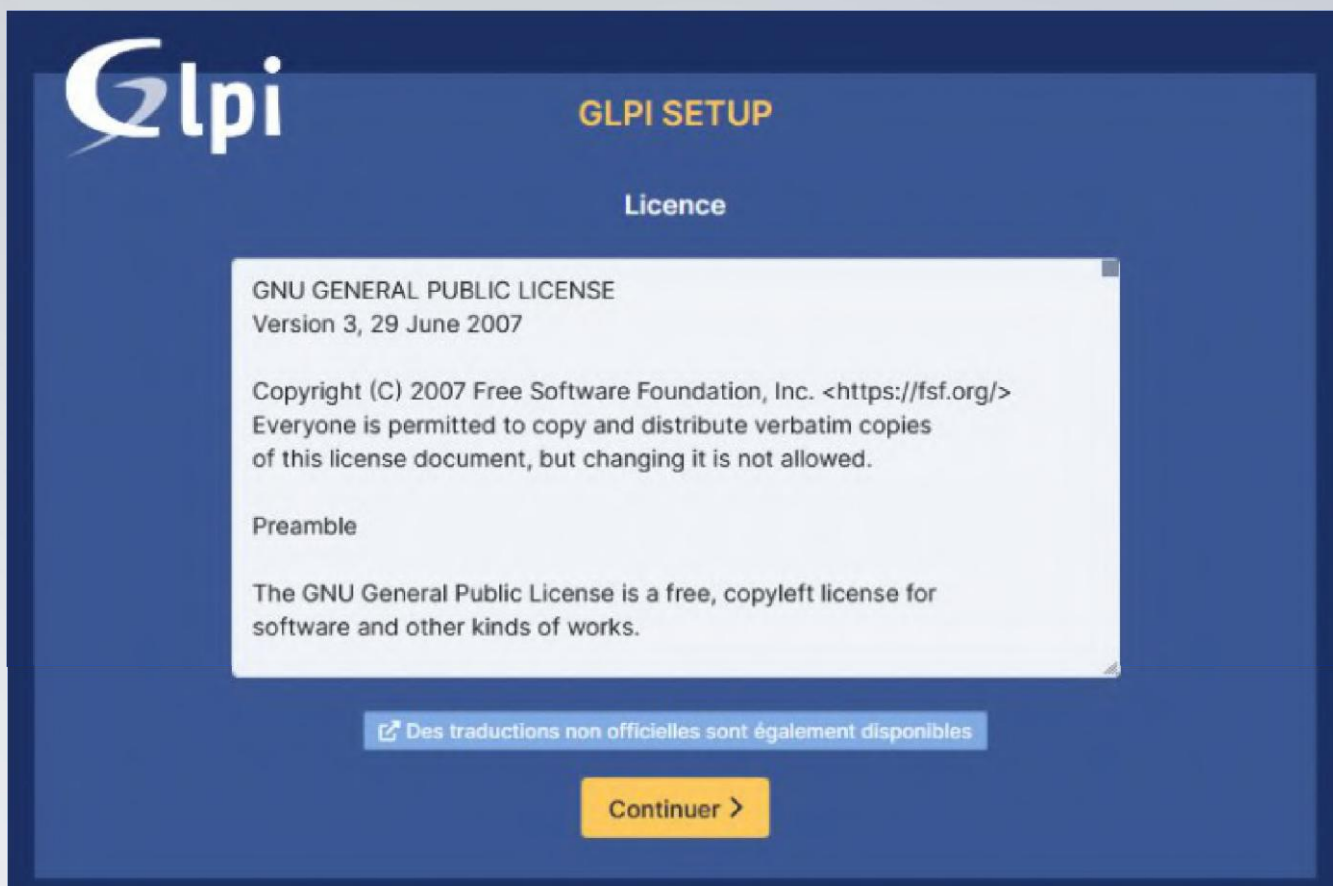 Glpi
GLPI SETUP
Licence
GNU GENERAL PUBLIC LICENSE
Version 3, 29 June 2007
Copyright (C) 2007 Free Software Foundation, Inc. <https://fsf.org/>
Everyone is permitted to copy and distribute verbatim copies
of this license document, but changing it is not allowed.
Preamble
The GNU General Public License is a free, copyleft license for
software and other kinds of works.
Des traductions non officielles sont également disponibles
Continuer >